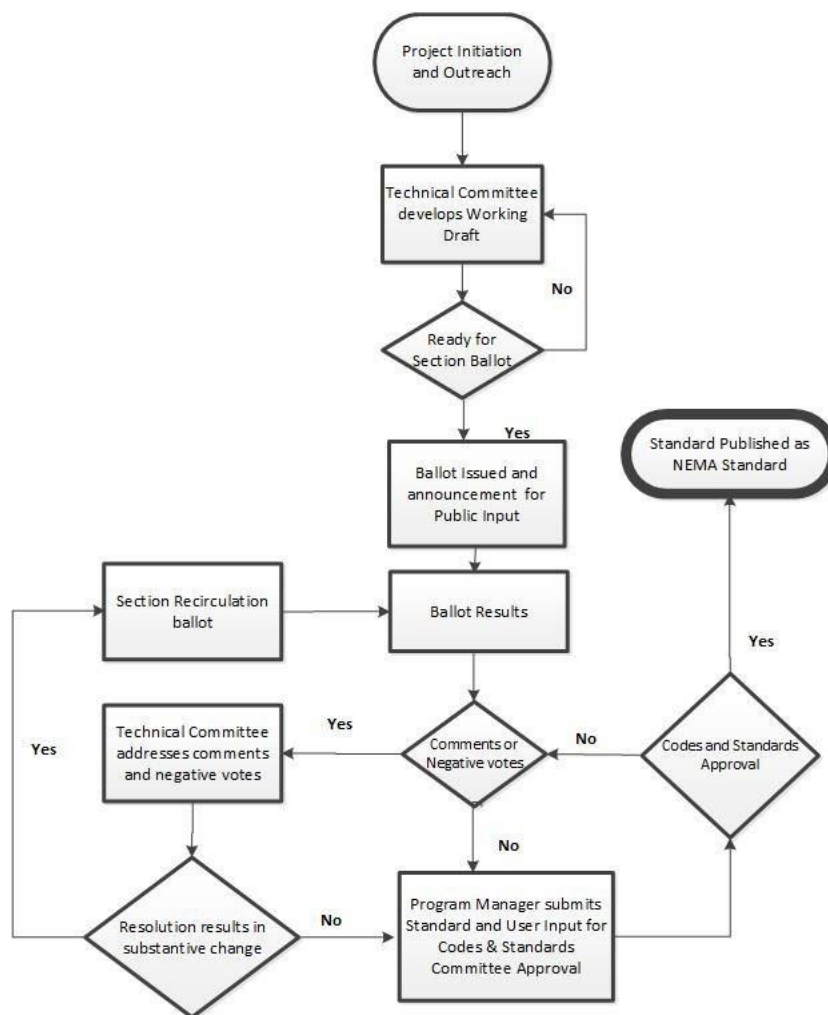 Project Initiation
and Outreach
Technical Committee
develops Working
Draft
No
Ready for
Section Ballot
Yes
Standard Published as
NEMA Standard
Ballot Issued and
announcement for
Public Input
Section Recirculation
ballot
Ballot Results
Yes
Yes
Technical Committee
addresses comments
and negative votes
Yes
Comments or
Negative votes
No
Codes and Standards
Approval
No
Resolution results in
substantive change
No
Program Manager submits
Standard and User Input for
Codes & Standards
Committee Approval